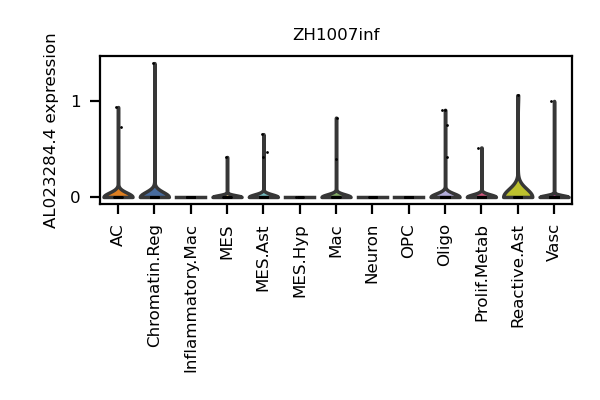 ZH1007inf
AL023284.4 expression
1
0
AC
Chromatin.Reg
Inflammatory.Mac
MES
MES.Ast
MES.Hyp
Mac
Neuron
OPC
Oligo
Prolif.Metab
Reactive.Ast
Vasc